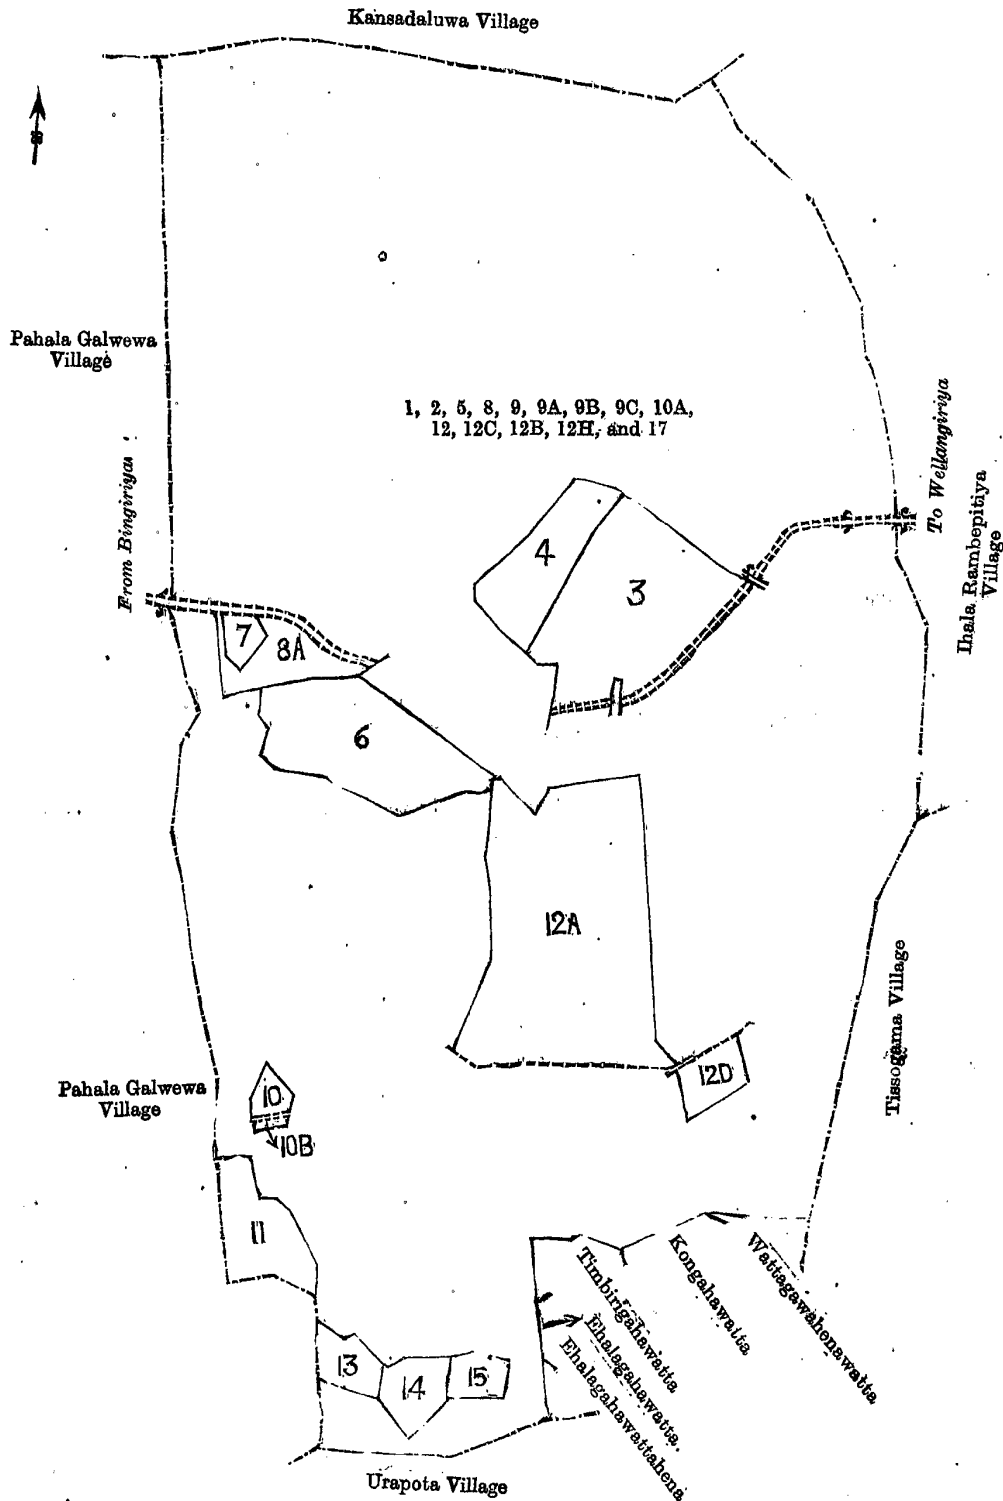 Kansadaluwa Village
Pahala Galwewa
Village
1, 2, 5, 8, 9, 9A, 9B, 9C, 10A,
12, 12C, 12B, 12H, and 17
From Bingiriya
To Wellangiriya
Ihala Rambepitiya
Village
4
3
7
8A
6
12A
Tissogama Village
12D
Pahala Galwewa
Village
10
10B
11
Timbirigahawatta
Ehalagahawatta
Ehalagahawattahena
Kongahawatta
Wattagawahenawatta
13
14
15
Urapota Village